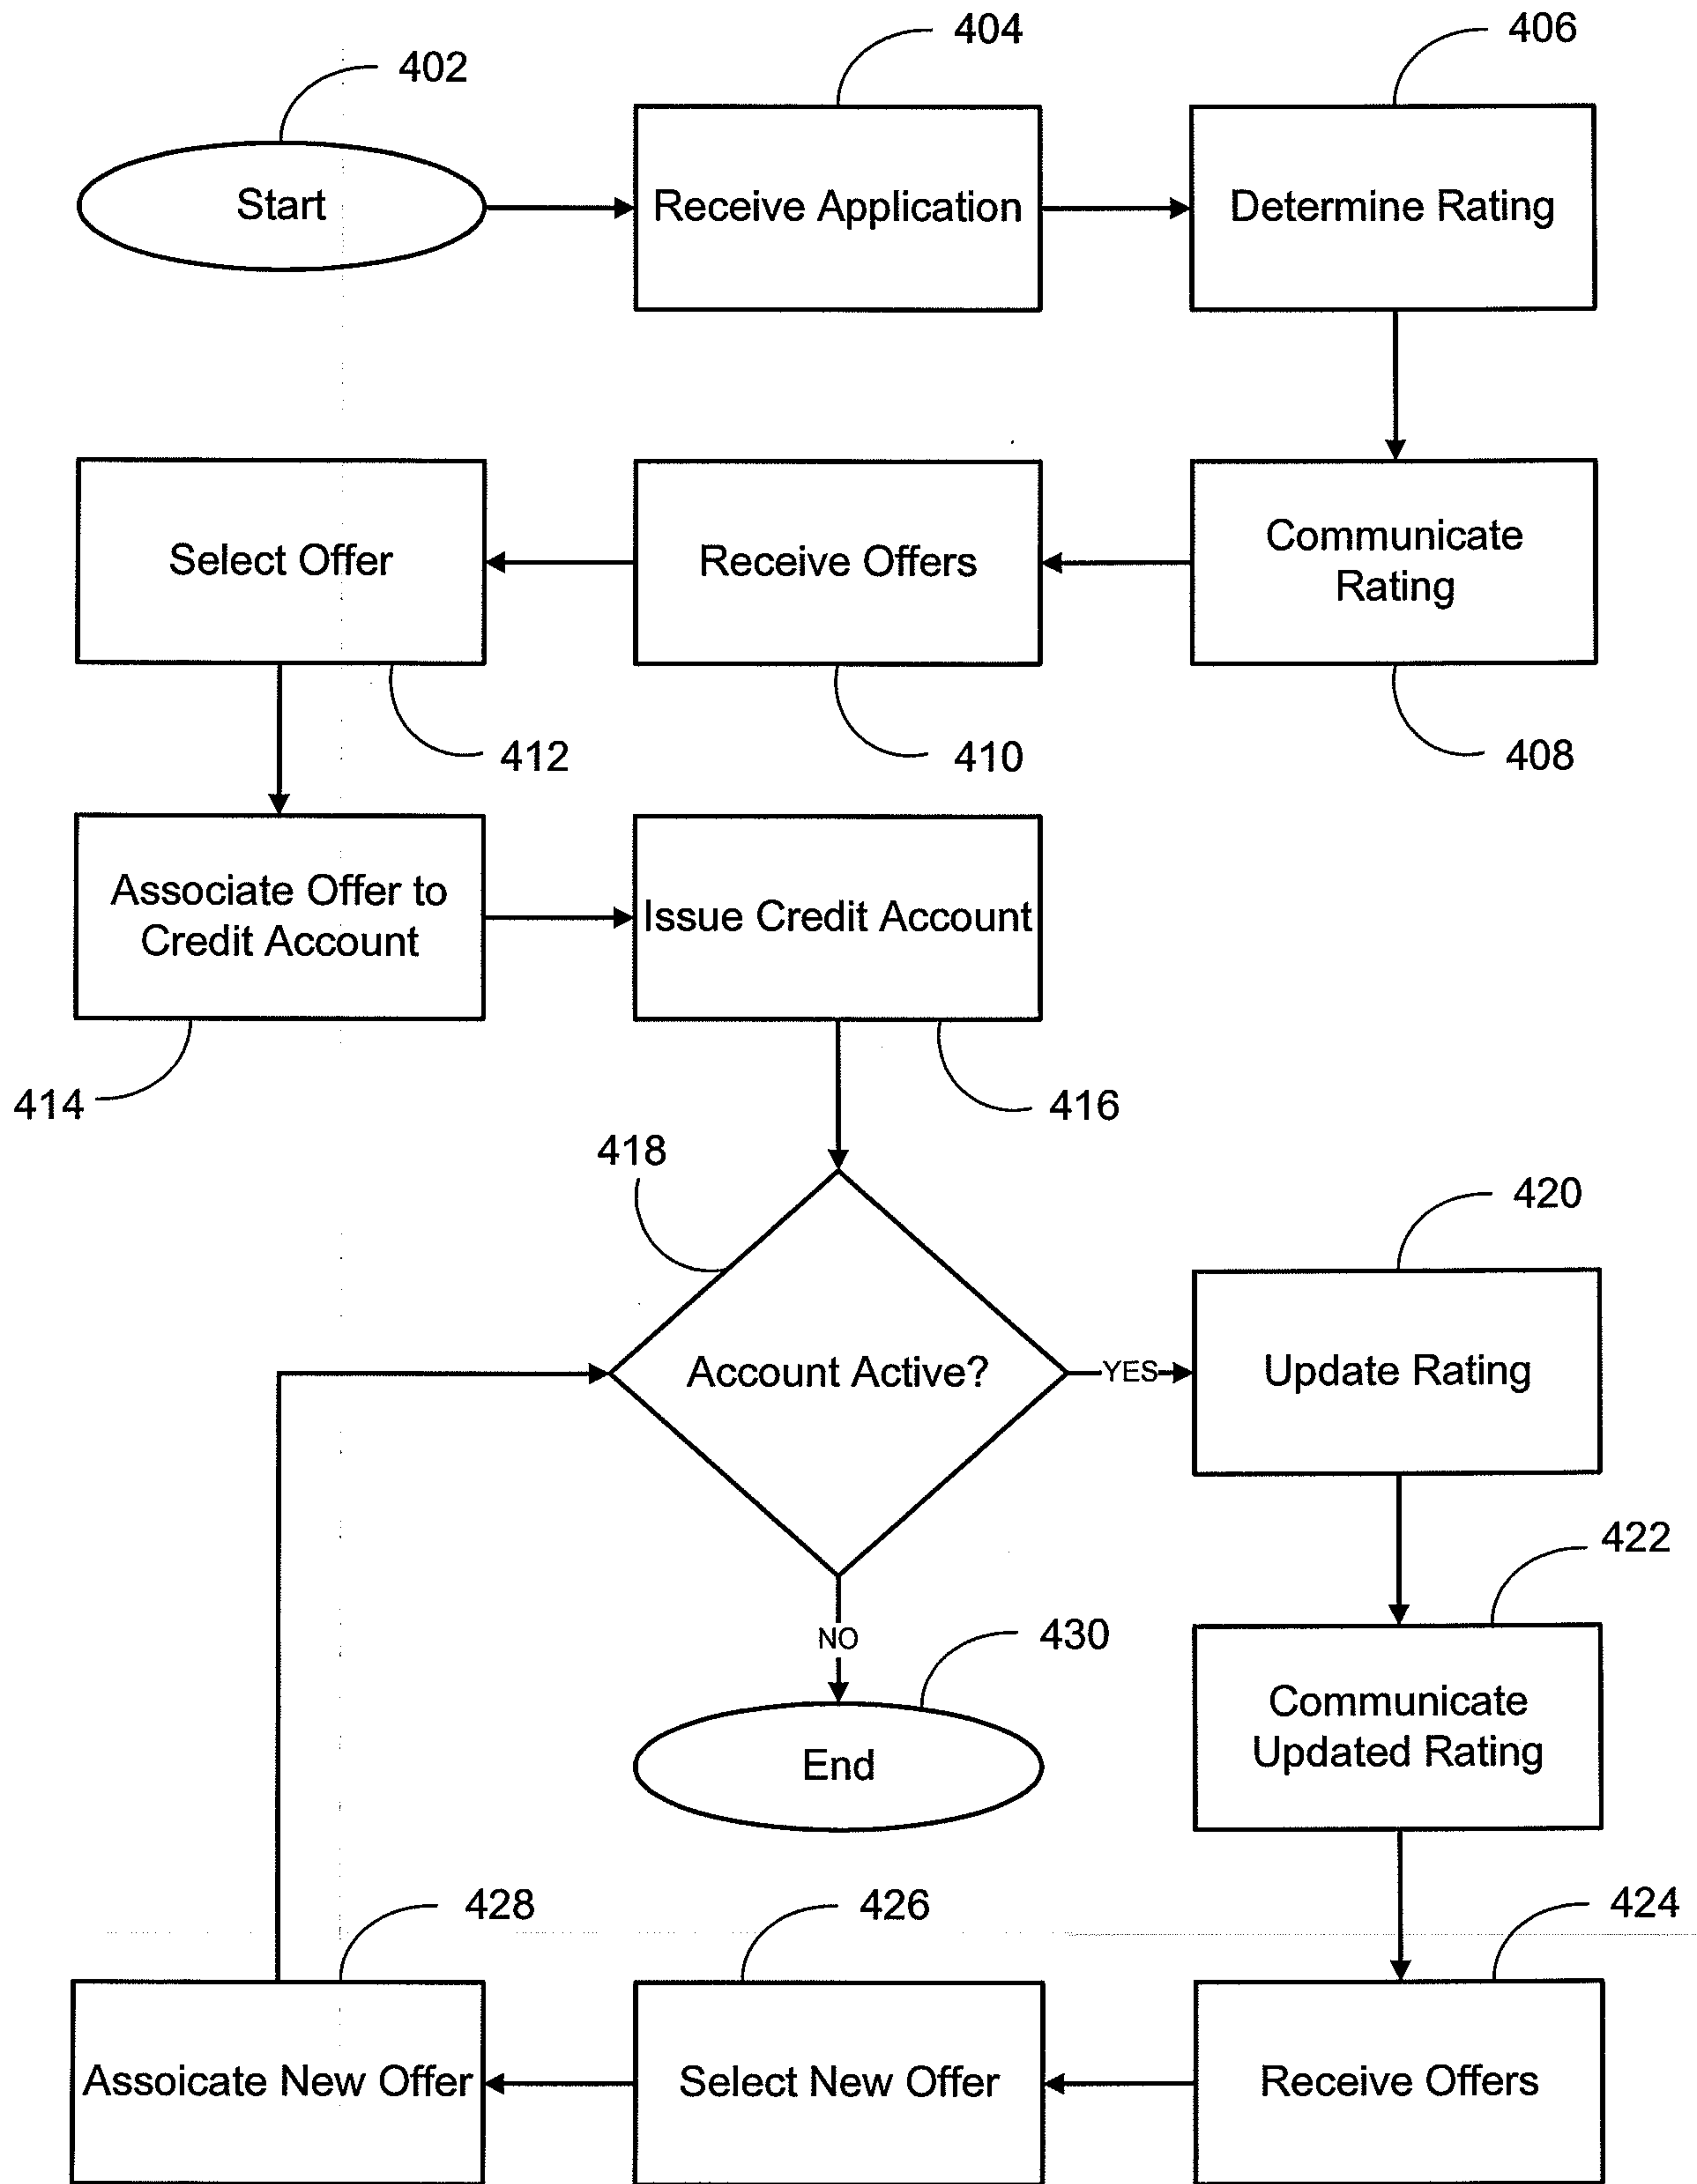 402
404
406
Start
Receive Application
Determine Rating
Select Offer
Receive Offers
Communicate
Rating
412
410
408
Associate Offer to
Credit Account
Issue Credit Account
414
416
418
420
Account Active?
YES
Update Rating
422
NO
430
Communicate
Updated Rating
End
428
426
424
Assoicate New Offer
Select New Offer
Receive Offers